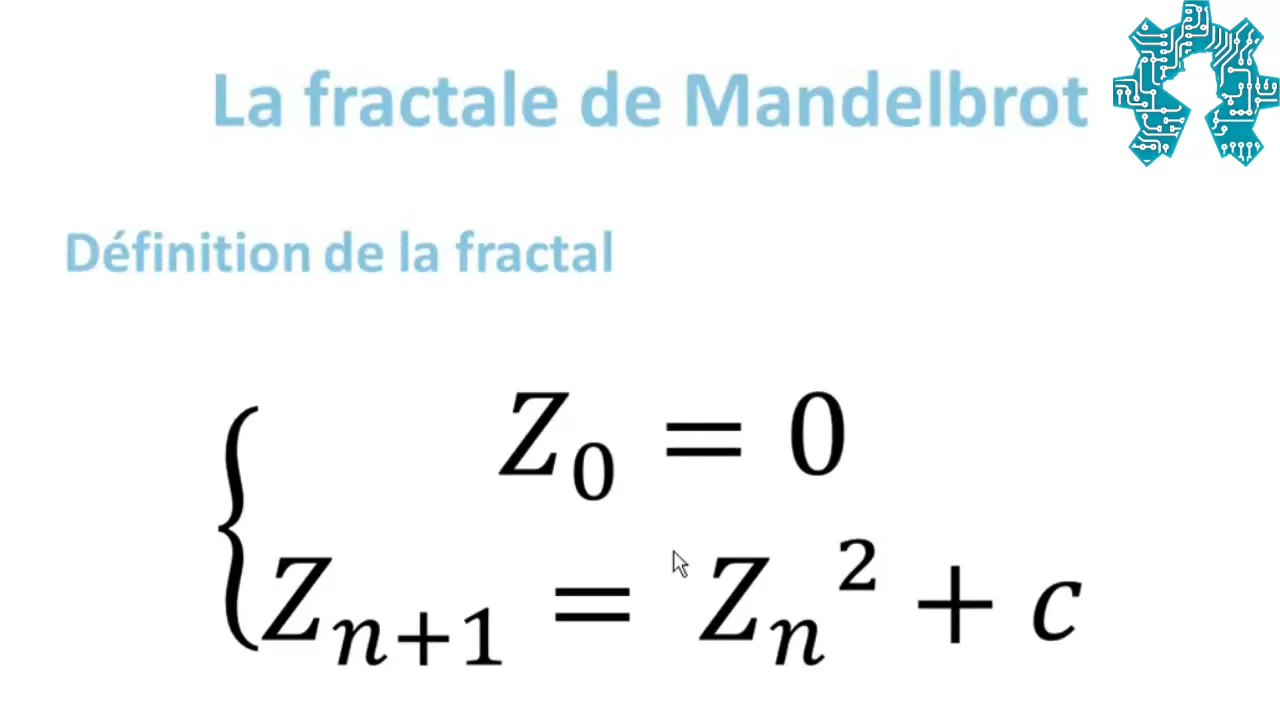 La fractale de Mandelbrot
Définition de la fractal
Z₀ = 0
Zₙ₊₁ = Zₙ² + c